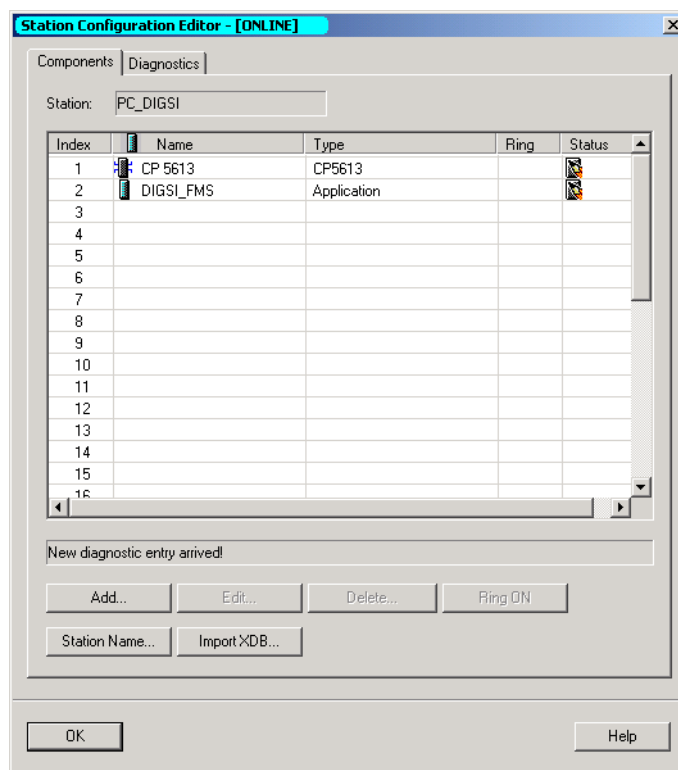 Station Configuration Editor - [ONLINE]
Components Diagnostics
Station: PC_DIGSI
Index Name Type Ring Status
1 CP 5613 CP5613
2 DIGSI_FMS Application
3
4
5
6
7
8
9
10
11
12
13
14
15
16
New diagnostic entry arrived!
Add... Edit... Delete... Ring ON
Station Name... Import XDB...
OK Help